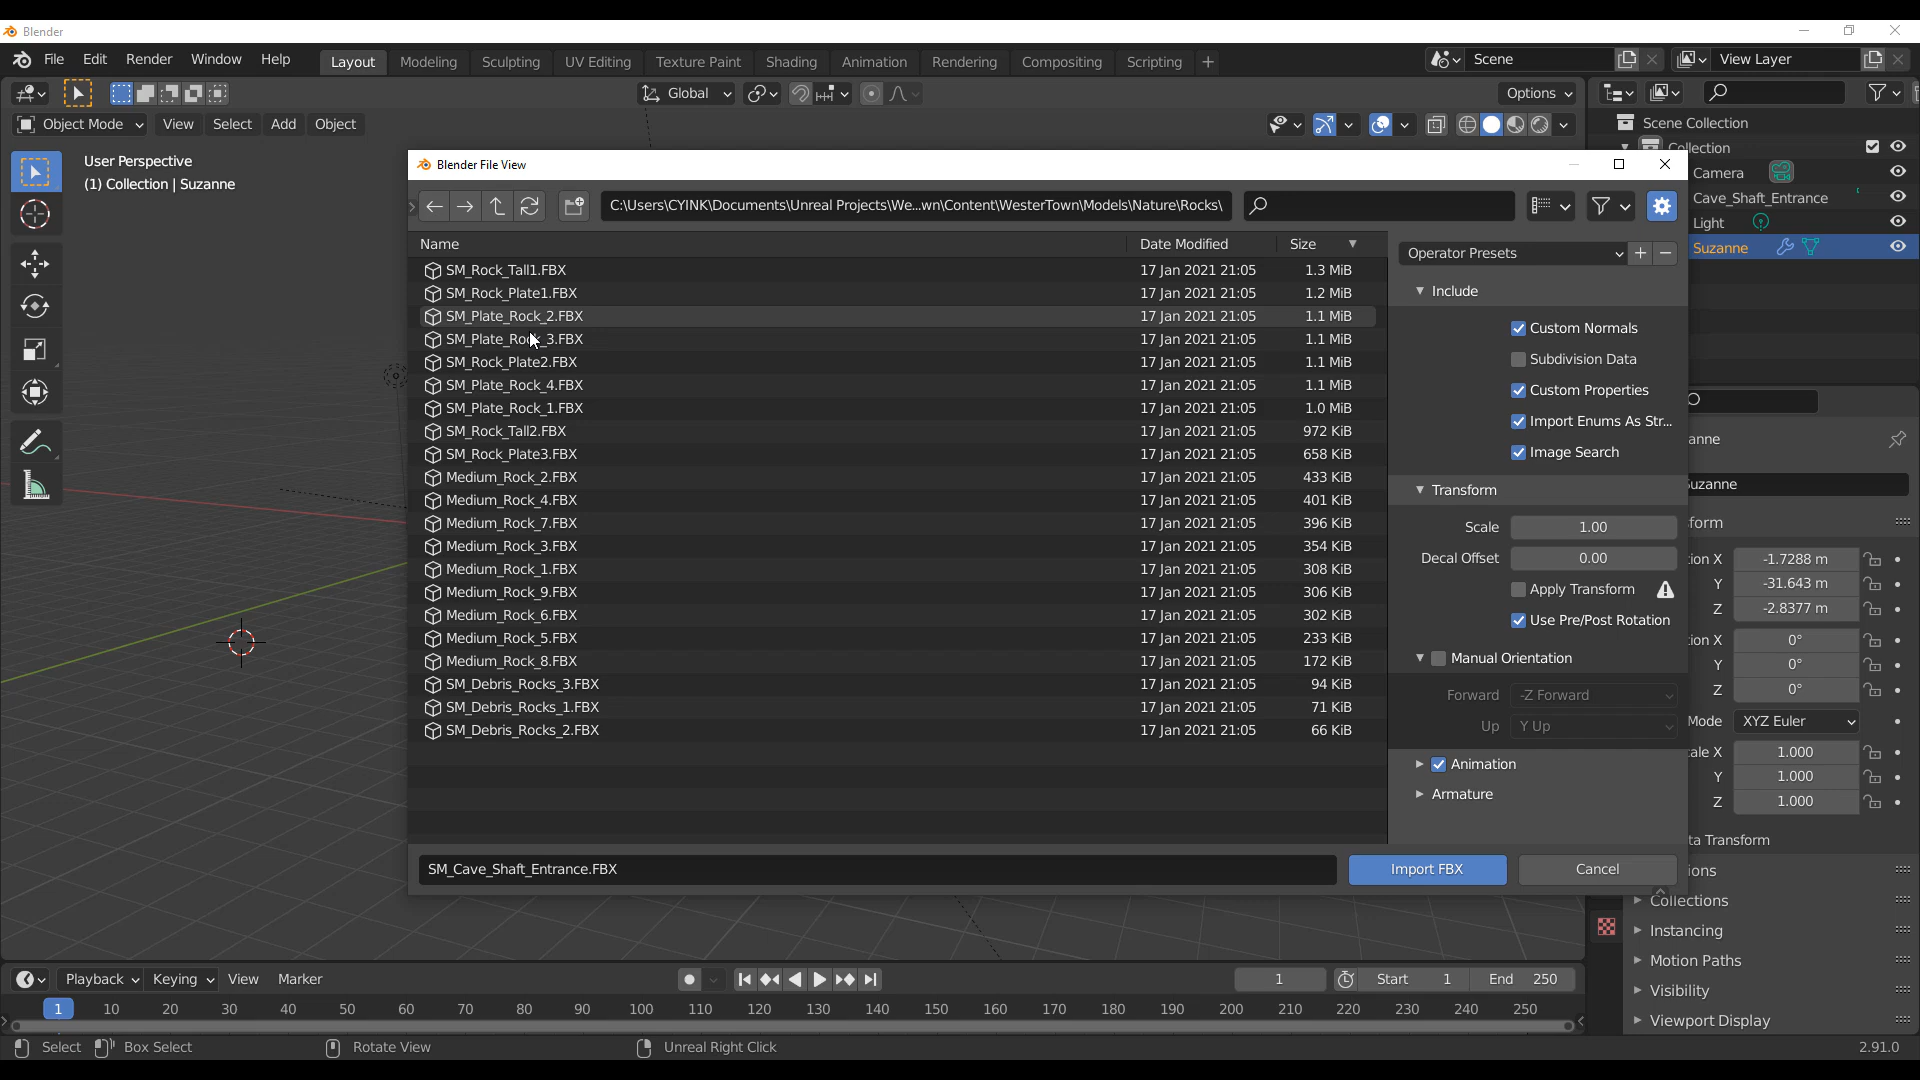 Blender
File Edit Render Window Help Layout Modeling Sculpting UV Editing Texture Paint Shading Animation Rendering Compositing Scripting + Scene View Layer
Global Options
Object Mode View Select Add Object
User Perspective
(1) Collection | Suzanne
Scene Collection
Collection
Camera
Cave_Shaft_Entrance
Light
Suzanne
Blender File View
C:\Users\CYINK\Documents\Unreal Projects\We...wn\Content\WesterTown\Models\Nature\Rocks\
Name Date Modified Size
SM_Rock_Tall1.FBX 17 Jan 2021 21:05 1.3 MiB
SM_Rock_Plate1.FBX 17 Jan 2021 21:05 1.2 MiB
SM_Plate_Rock_2.FBX 17 Jan 2021 21:05 1.1 MiB
SM_Plate_Rock_3.FBX 17 Jan 2021 21:05 1.1 MiB
SM_Rock_Plate2.FBX 17 Jan 2021 21:05 1.1 MiB
SM_Plate_Rock_4.FBX 17 Jan 2021 21:05 1.1 MiB
SM_Plate_Rock_1.FBX 17 Jan 2021 21:05 1.0 MiB
SM_Rock_Tall2.FBX 17 Jan 2021 21:05 972 KiB
SM_Rock_Plate3.FBX 17 Jan 2021 21:05 658 KiB
Medium_Rock_2.FBX 17 Jan 2021 21:05 433 KiB
Medium_Rock_4.FBX 17 Jan 2021 21:05 401 KiB
Medium_Rock_7.FBX 17 Jan 2021 21:05 396 KiB
Medium_Rock_3.FBX 17 Jan 2021 21:05 354 KiB
Medium_Rock_1.FBX 17 Jan 2021 21:05 308 KiB
Medium_Rock_9.FBX 17 Jan 2021 21:05 306 KiB
Medium_Rock_6.FBX 17 Jan 2021 21:05 302 KiB
Medium_Rock_5.FBX 17 Jan 2021 21:05 233 KiB
Medium_Rock_8.FBX 17 Jan 2021 21:05 172 KiB
SM_Debris_Rocks_3.FBX 17 Jan 2021 21:05 94 KiB
SM_Debris_Rocks_1.FBX 17 Jan 2021 21:05 71 KiB
SM_Debris_Rocks_2.FBX 17 Jan 2021 21:05 66 KiB
Operator Presets
Include
Custom Normals
Subdivision Data
Custom Properties
Import Enums As Str...
Image Search
Transform
Scale 1.00
Decal Offset 0.00
Apply Transform
Use Pre/Post Rotation
Manual Orientation
Forward -Z Forward
Up Y Up
Animation
Armature
SM_Cave_Shaft_Entrance.FBX Import FBX Cancel
anne
Suzanne
form
ion X -1.7288 m
Y -31.643 m
Z -2.8377 m
ion X 0°
Y 0°
Z 0°
Mode XYZ Euler
ale X 1.000
Y 1.000
Z 1.000
ta Transform
ions
Collections
Instancing
Motion Paths
Visibility
Viewport Display
Playback Keying View Marker 1 Start 1 End 250
1 10 20 30 40 50 60 70 80 90 100 110 120 130 140 150 160 170 180 190 200 210 220 230 240 250
Select Box Select Rotate View Unreal Right Click 2.91.0